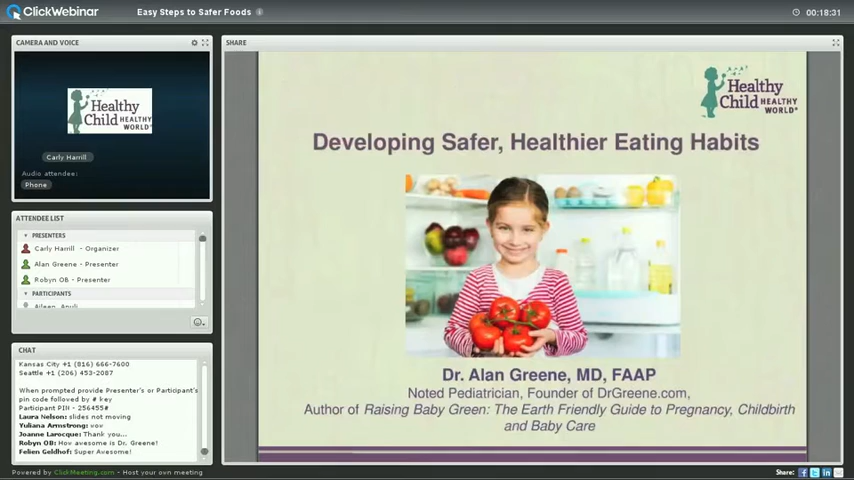 ClickWebinar
Easy Steps to Safer Foods
00:18:31
CAMERA AND VOICE
Healthy
Child HEALTHY
WORLD
Carly Harrill
Audio attendee:
Phone
ATTENDEE LIST
PRESENTERS
Carly Harrill - Organizer
Alan Greene - Presenter
Robyn OB - Presenter
PARTICIPANTS
CHAT
Kansas City +1 (816) 666-7600
Seattle +1 (206) 453-2087
When prompted provide Presenter's or Participant's
pin code followed by # key
Participant PIN - 256455#
Laura Nelson: slides not moving
Yuliana Armstrong: vox
Joanne Larocque: Thank you...
Robyn OB: How awesome is Dr. Greene!
Felien Geldhof: Super Awesome!
SHARE
Healthy
Child HEALTHY
WORLD
Developing Safer, Healthier Eating Habits
Dr. Alan Greene, MD, FAAP
Noted Pediatrician, Founder of DrGreene.com,
Author of Raising Baby Green: The Earth Friendly Guide to Pregnancy, Childbirth
and Baby Care
Powered by ClickMeeting.com - Host your own meeting
Share: